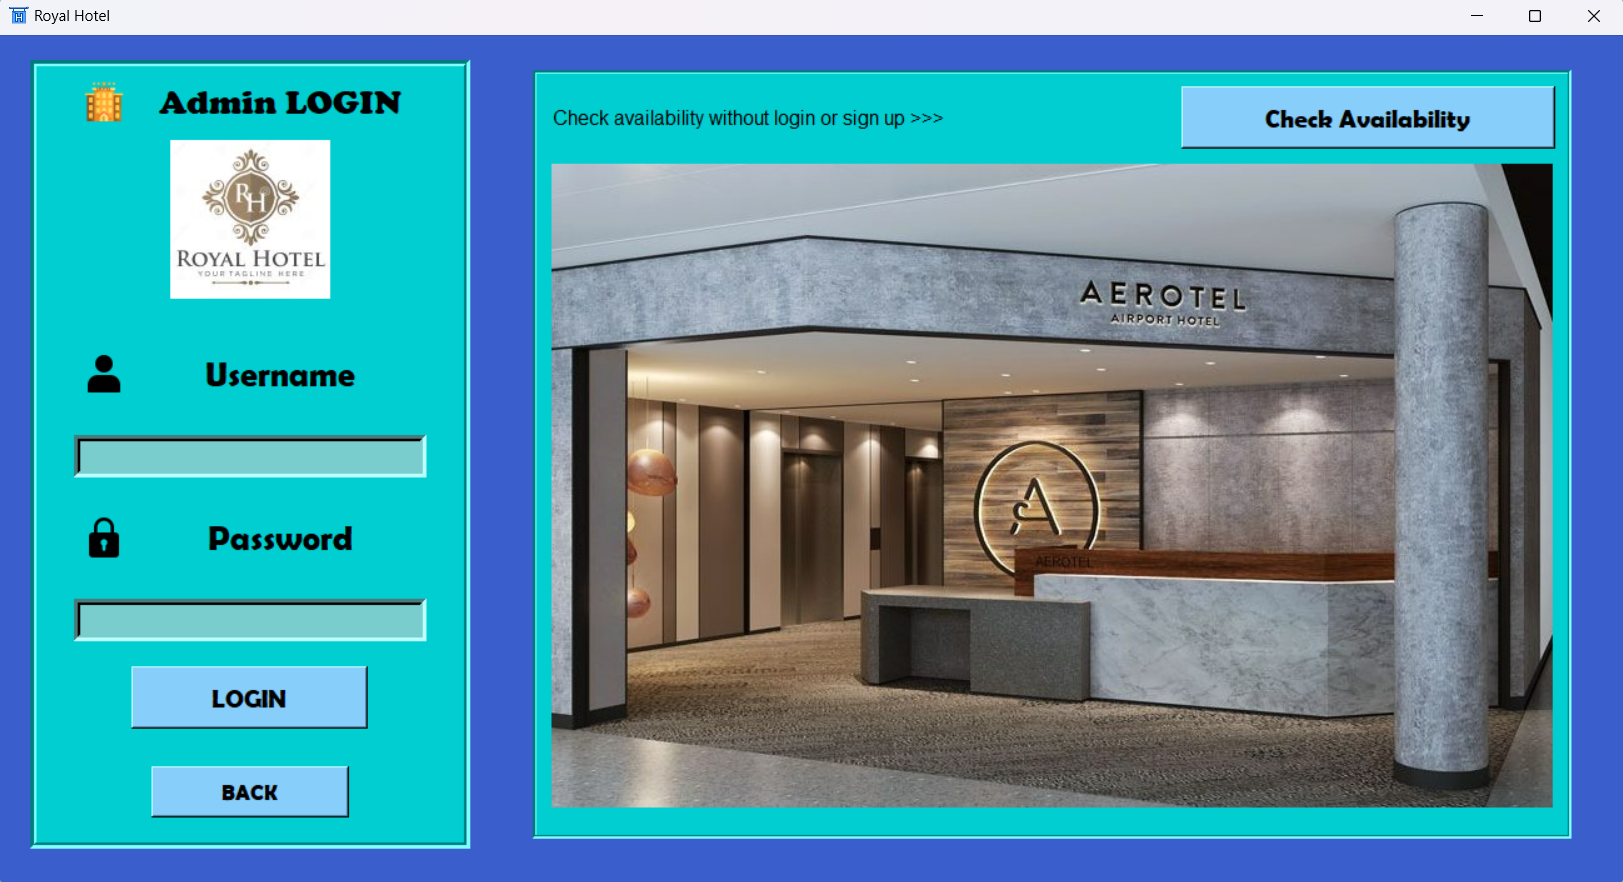 Royal Hotel
Admin LOGIN
RH
ROYAL HOTEL
YOUR TAGLINE HERE
Username
Password
LOGIN
BACK
Check availability without login or sign up >>>
Check Availability
AEROTEL
AIRPORT HOTEL
A
AEROTEL